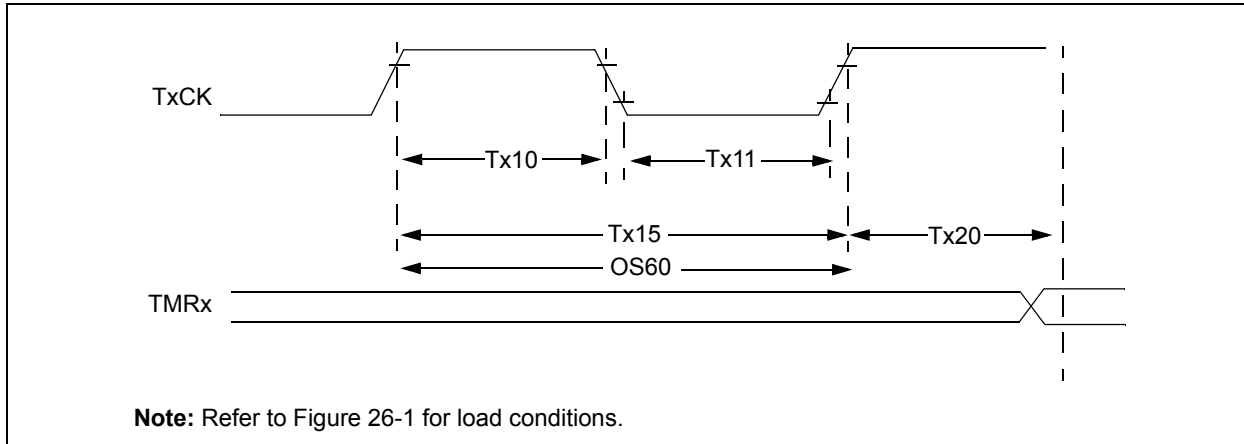 TxCK
Tx10
Tx11
Tx15
Tx20
OS60
TMRx
Note: Refer to Figure 26-1 for load conditions.